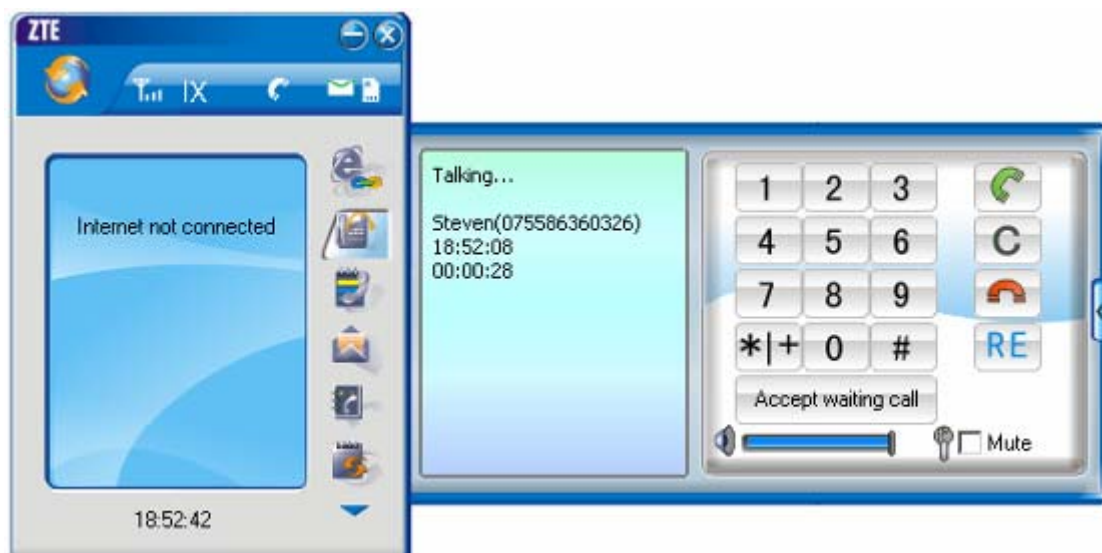 ZTE
1X
Internet not connected
18:52:42
Talking...
Steven(075586360326)
18:52:08
00:00:28
1 2 3
4 5 6 C
7 8 9
*|+ 0 # RE
Accept waiting call
Mute